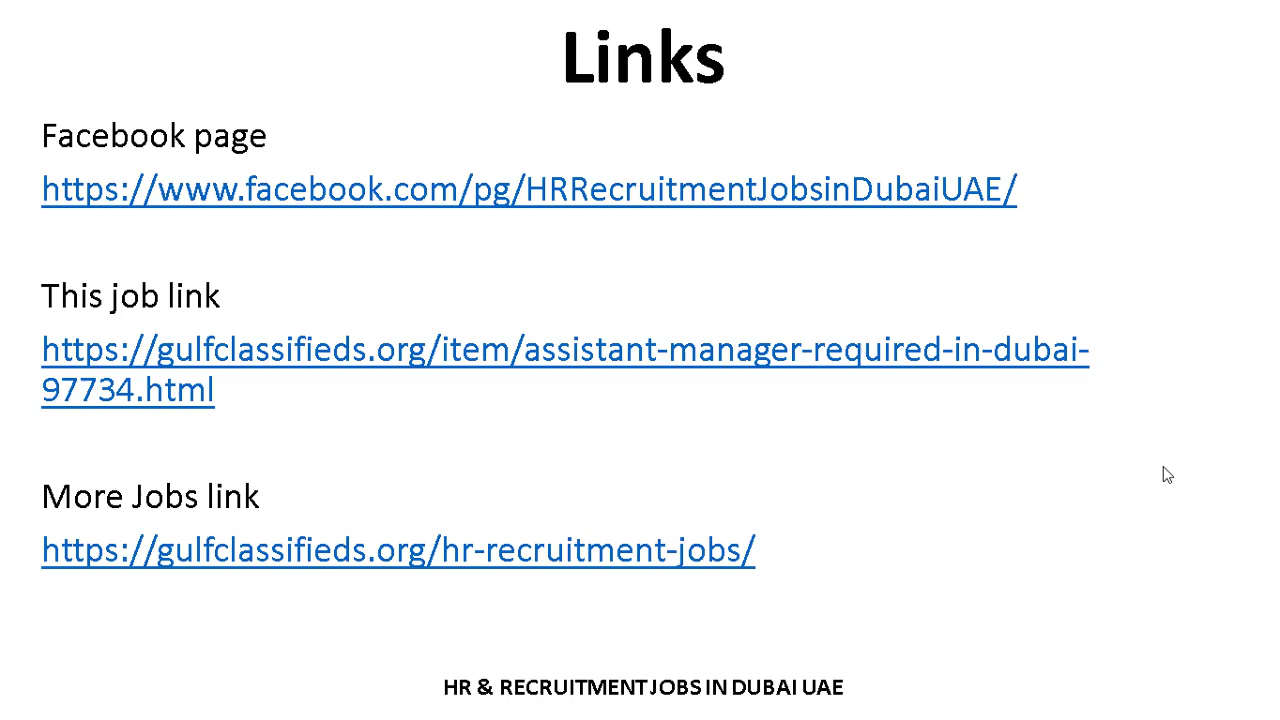 Links
Facebook page
https://www.facebook.com/pg/HRRecruitmentJobsinDubaiUAE/
This job link
https://gulfclassifieds.org/item/assistant-manager-required-in-dubai-
97734.html
More Jobs link
https://gulfclassifieds.org/hr-recruitment-jobs/
HR & RECRUITMENT JOBS IN DUBAI UAE